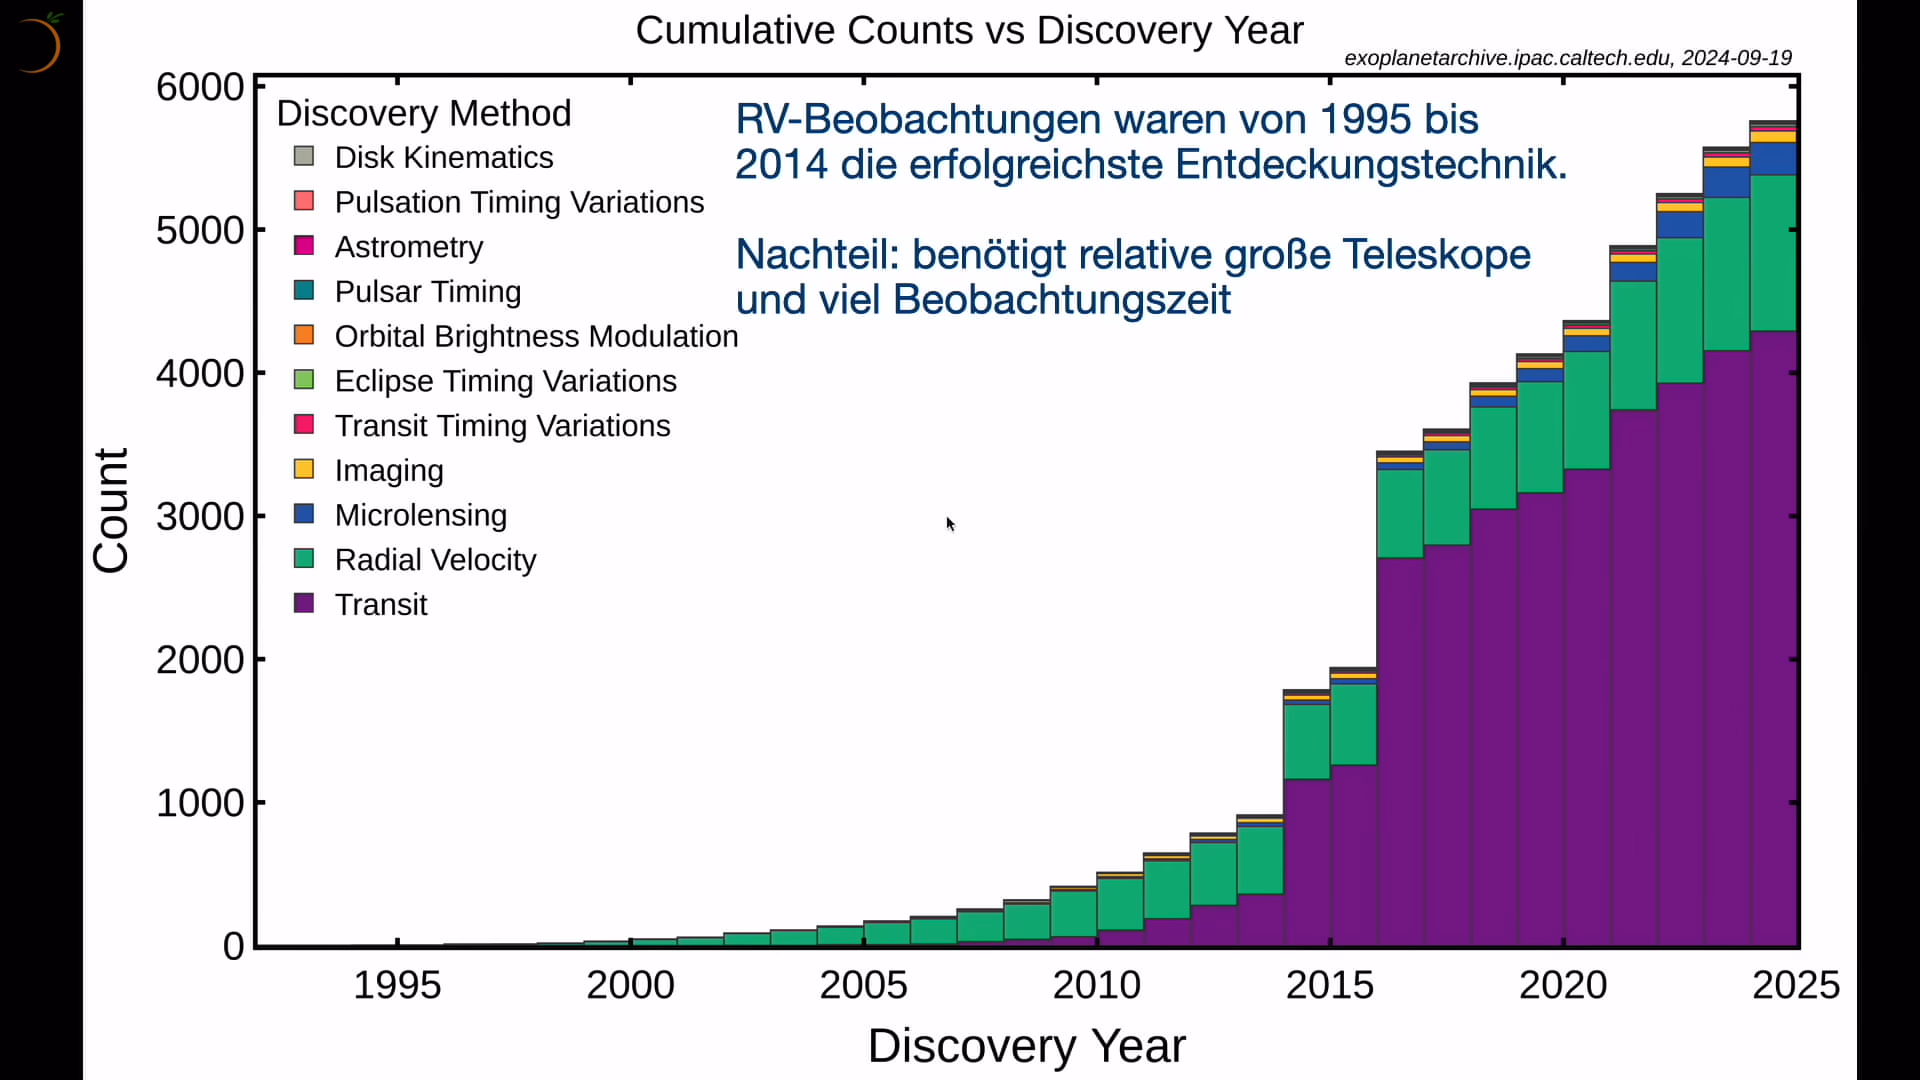 Cumulative Counts vs Discovery Year
exoplanetarchive.ipac.caltech.edu, 2024-09-19
RV-Beobachtungen waren von 1995 bis
2014 die erfolgreichste Entdeckungstechnik.
Nachteil: benötigt relative große Teleskope
und viel Beobachtungszeit
Discovery Method
Disk Kinematics
Pulsation Timing Variations
Astrometry
Pulsar Timing
Orbital Brightness Modulation
Eclipse Timing Variations
Transit Timing Variations
Imaging
Microlensing
Radial Velocity
Transit
Count
6000
5000
4000
3000
2000
1000
0
1995 2000 2005 2010 2015 2020 2025
Discovery Year